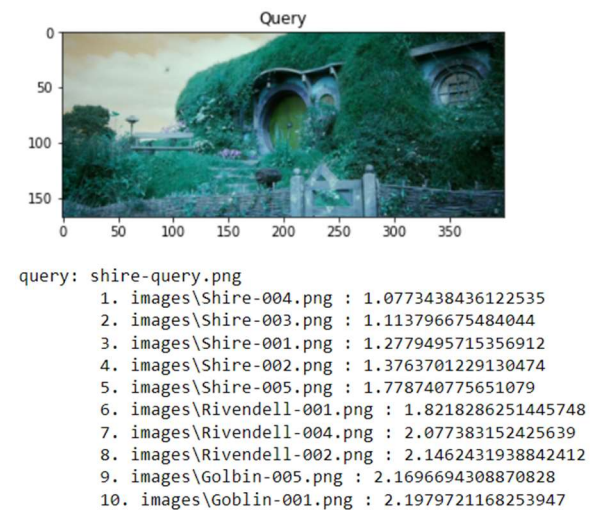 Query
0
50
100
150
0 50 100 150 200 250 300 350
query: shire-query.png
1. images\Shire-004.png : 1.0773438436122535
2. images\Shire-003.png : 1.113796675484044
3. images\Shire-001.png : 1.2779495715356912
4. images\Shire-002.png : 1.3763701229130474
5. images\Shire-005.png : 1.778740775651079
6. images\Rivendell-001.png : 1.8218286251445748
7. images\Rivendell-004.png : 2.077383152425639
8. images\Rivendell-002.png : 2.1462431938842412
9. images\Golbin-005.png : 2.1696694308870828
10. images\Goblin-001.png : 2.1979721168253947